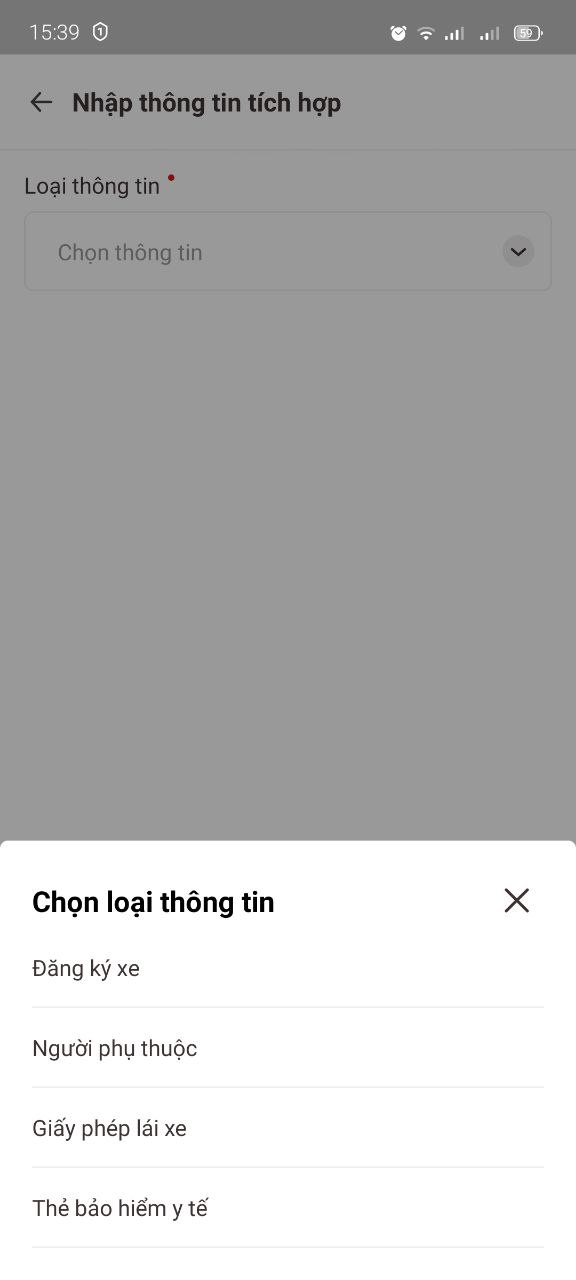 15:39
59
Nhập thông tin tích hợp
Loại thông tin
Chọn thông tin
Chọn loại thông tin
Đăng ký xe
Người phụ thuộc
Giấy phép lái xe
Thẻ bảo hiểm y tế